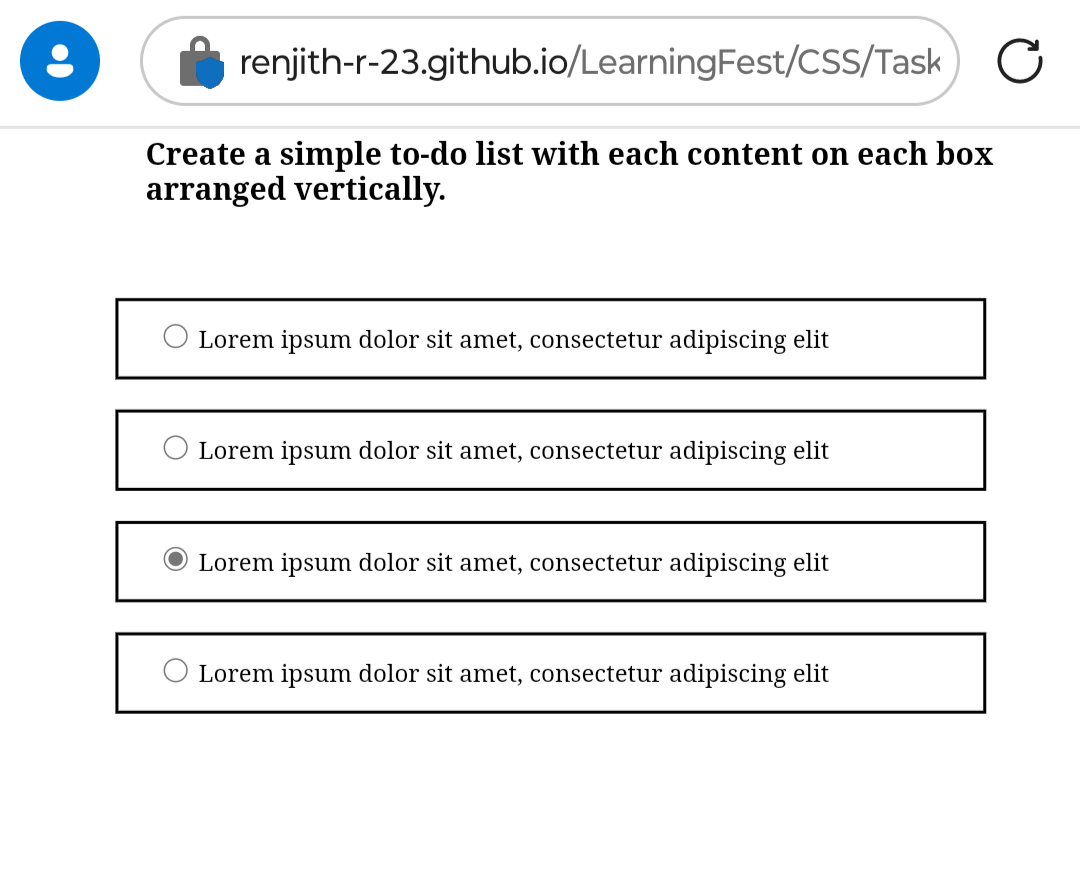 renjith-r-23.github.io/LearningFest/CSS/Task
Create a simple to-do list with each content on each box
arranged vertically.
Lorem ipsum dolor sit amet, consectetur adipiscing elit
Lorem ipsum dolor sit amet, consectetur adipiscing elit
Lorem ipsum dolor sit amet, consectetur adipiscing elit
Lorem ipsum dolor sit amet, consectetur adipiscing elit